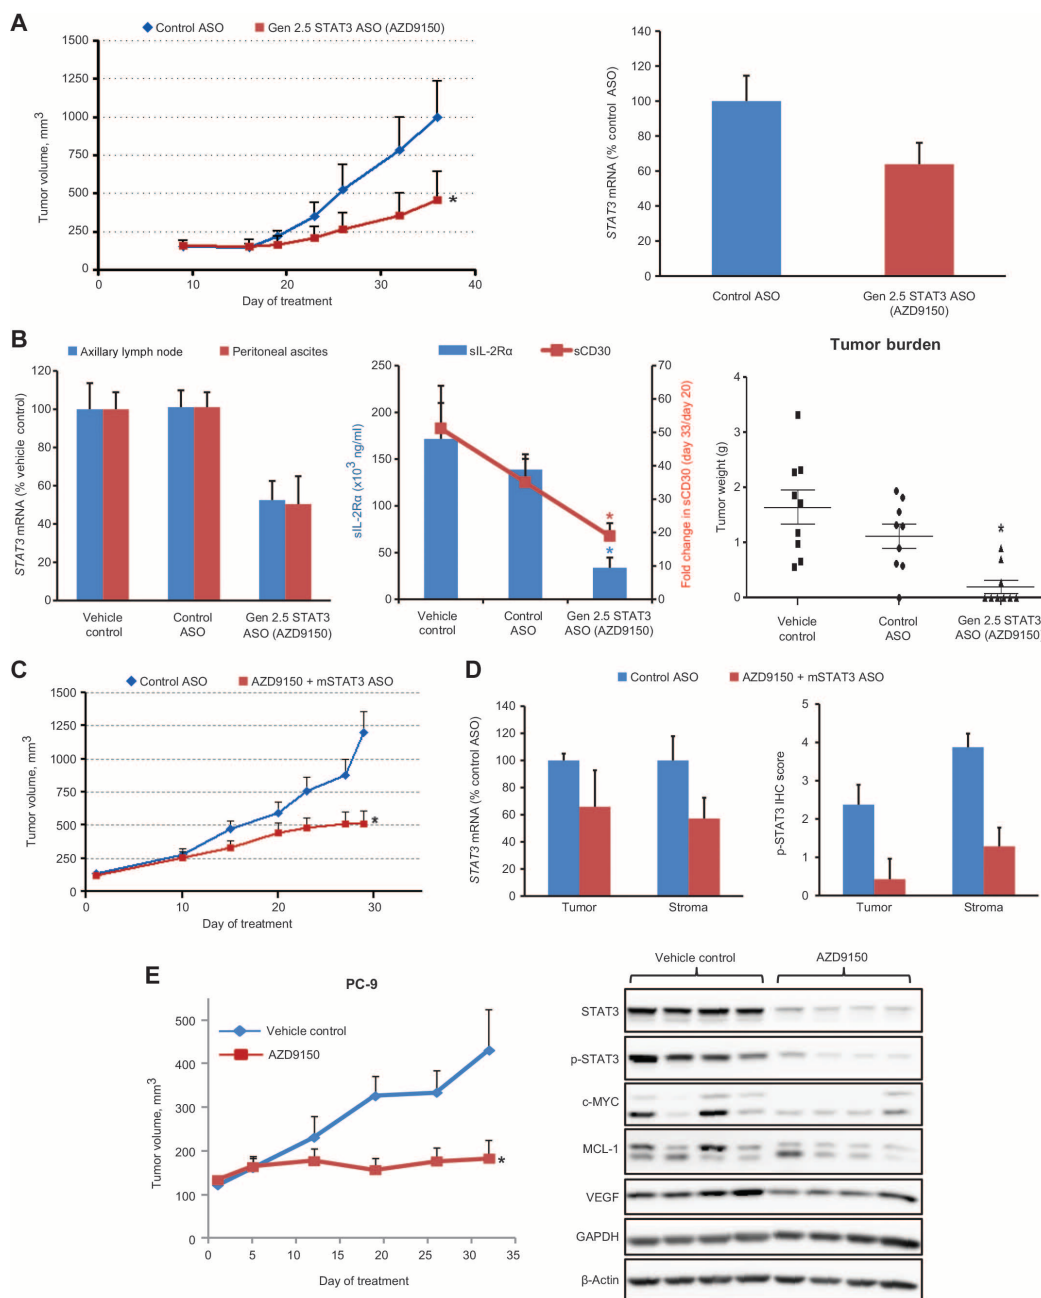 A
Control ASO
Gen 2.5 STAT3 ASO (AZD9150)
1500
1250
1000
750
500
250
0
Tumor volume, mm3
0
10
20
30
40
Day of treatment
*
140
120
100
80
60
40
20
0
STAT3 mRNA (% control ASO)
Control ASO
Gen 2.5 STAT3 ASO
(AZD9150)
B
Axillary lymph node
Peritoneal ascites
120
100
80
60
40
20
0
STAT3 mRNA (% vehicle control)
Vehicle
control
Control
ASO
Gen 2.5 STAT3
ASO (AZD9150)
sIL-2Rα
sCD30
250
200
150
100
50
0
sIL-2Rα (x10³ ng/ml)
70
60
50
40
30
20
10
0
Fold change in sCD30 (day 33/day 20)
*
*
Vehicle
control
Control
ASO
Gen 2.5 STAT3
ASO (AZD9150)
Tumor burden
4
3
2
1
0
Tumor weight (g)
*
Vehicle
control
Control
ASO
Gen 2.5 STAT3
ASO (AZD9150)
C
Control ASO
AZD9150 + mSTAT3 ASO
1500
1250
1000
750
500
250
0
Tumor volume, mm3
0
10
20
30
Day of treatment
*
D
Control ASO
AZD9150 + mSTAT3 ASO
140
120
100
80
60
40
20
0
STAT3 mRNA (% control ASO)
Tumor
Stroma
5
4
3
2
1
0
p-STAT3 IHC score
Tumor
Stroma
E
PC-9
Vehicle control
AZD9150
500
400
300
200
100
0
Tumor volume, mm3
0
5
10
15
20
25
30
35
Day of treatment
*
Vehicle control
AZD9150
STAT3
p-STAT3
c-MYC
MCL-1
VEGF
GAPDH
β-Actin